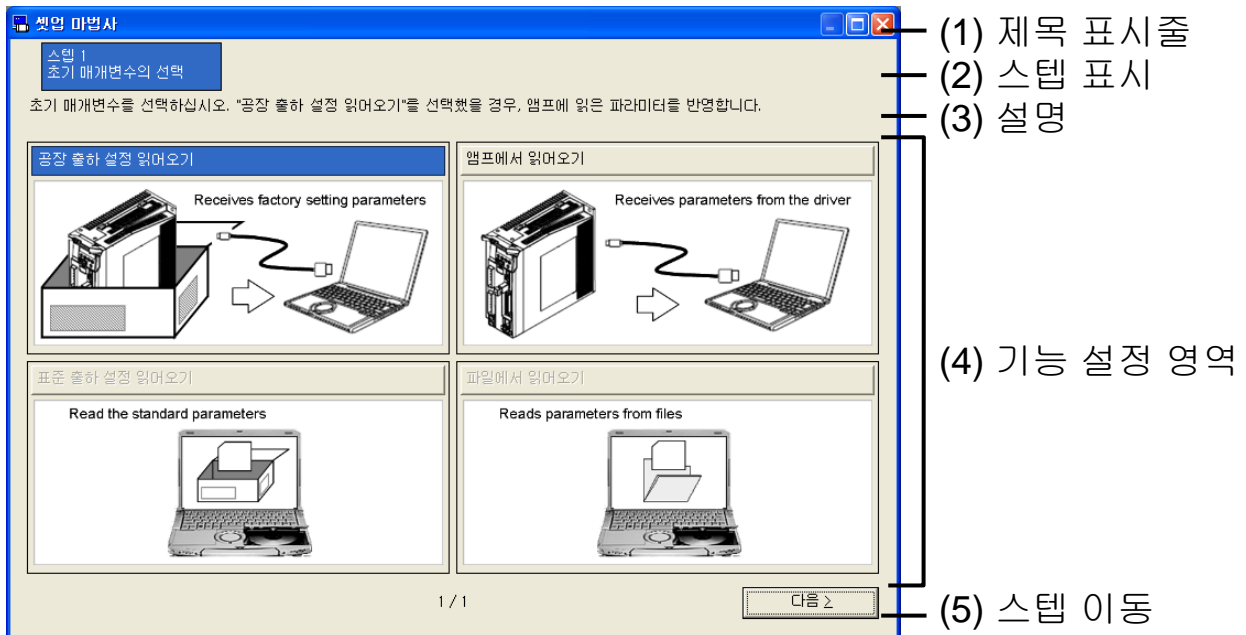 셋업 마법사
(1) 제목 표시줄
스텝 1
초기 매개변수의 선택
(2) 스텝 표시
초기 매개변수를 선택하십시오. "공장 출하 설정 읽어오기"를 선택했을 경우, 앰프에 읽은 파라미터를 반영합니다.
(3) 설명
공장 출하 설정 읽어오기
앰프에서 읽어오기
Receives factory setting parameters
Receives parameters from the driver
(4) 기능 설정 영역
표준 출하 설정 읽어오기
파일에서 읽어오기
Read the standard parameters
Reads parameters from files
1 / 1
다음 >
(5) 스텝 이동